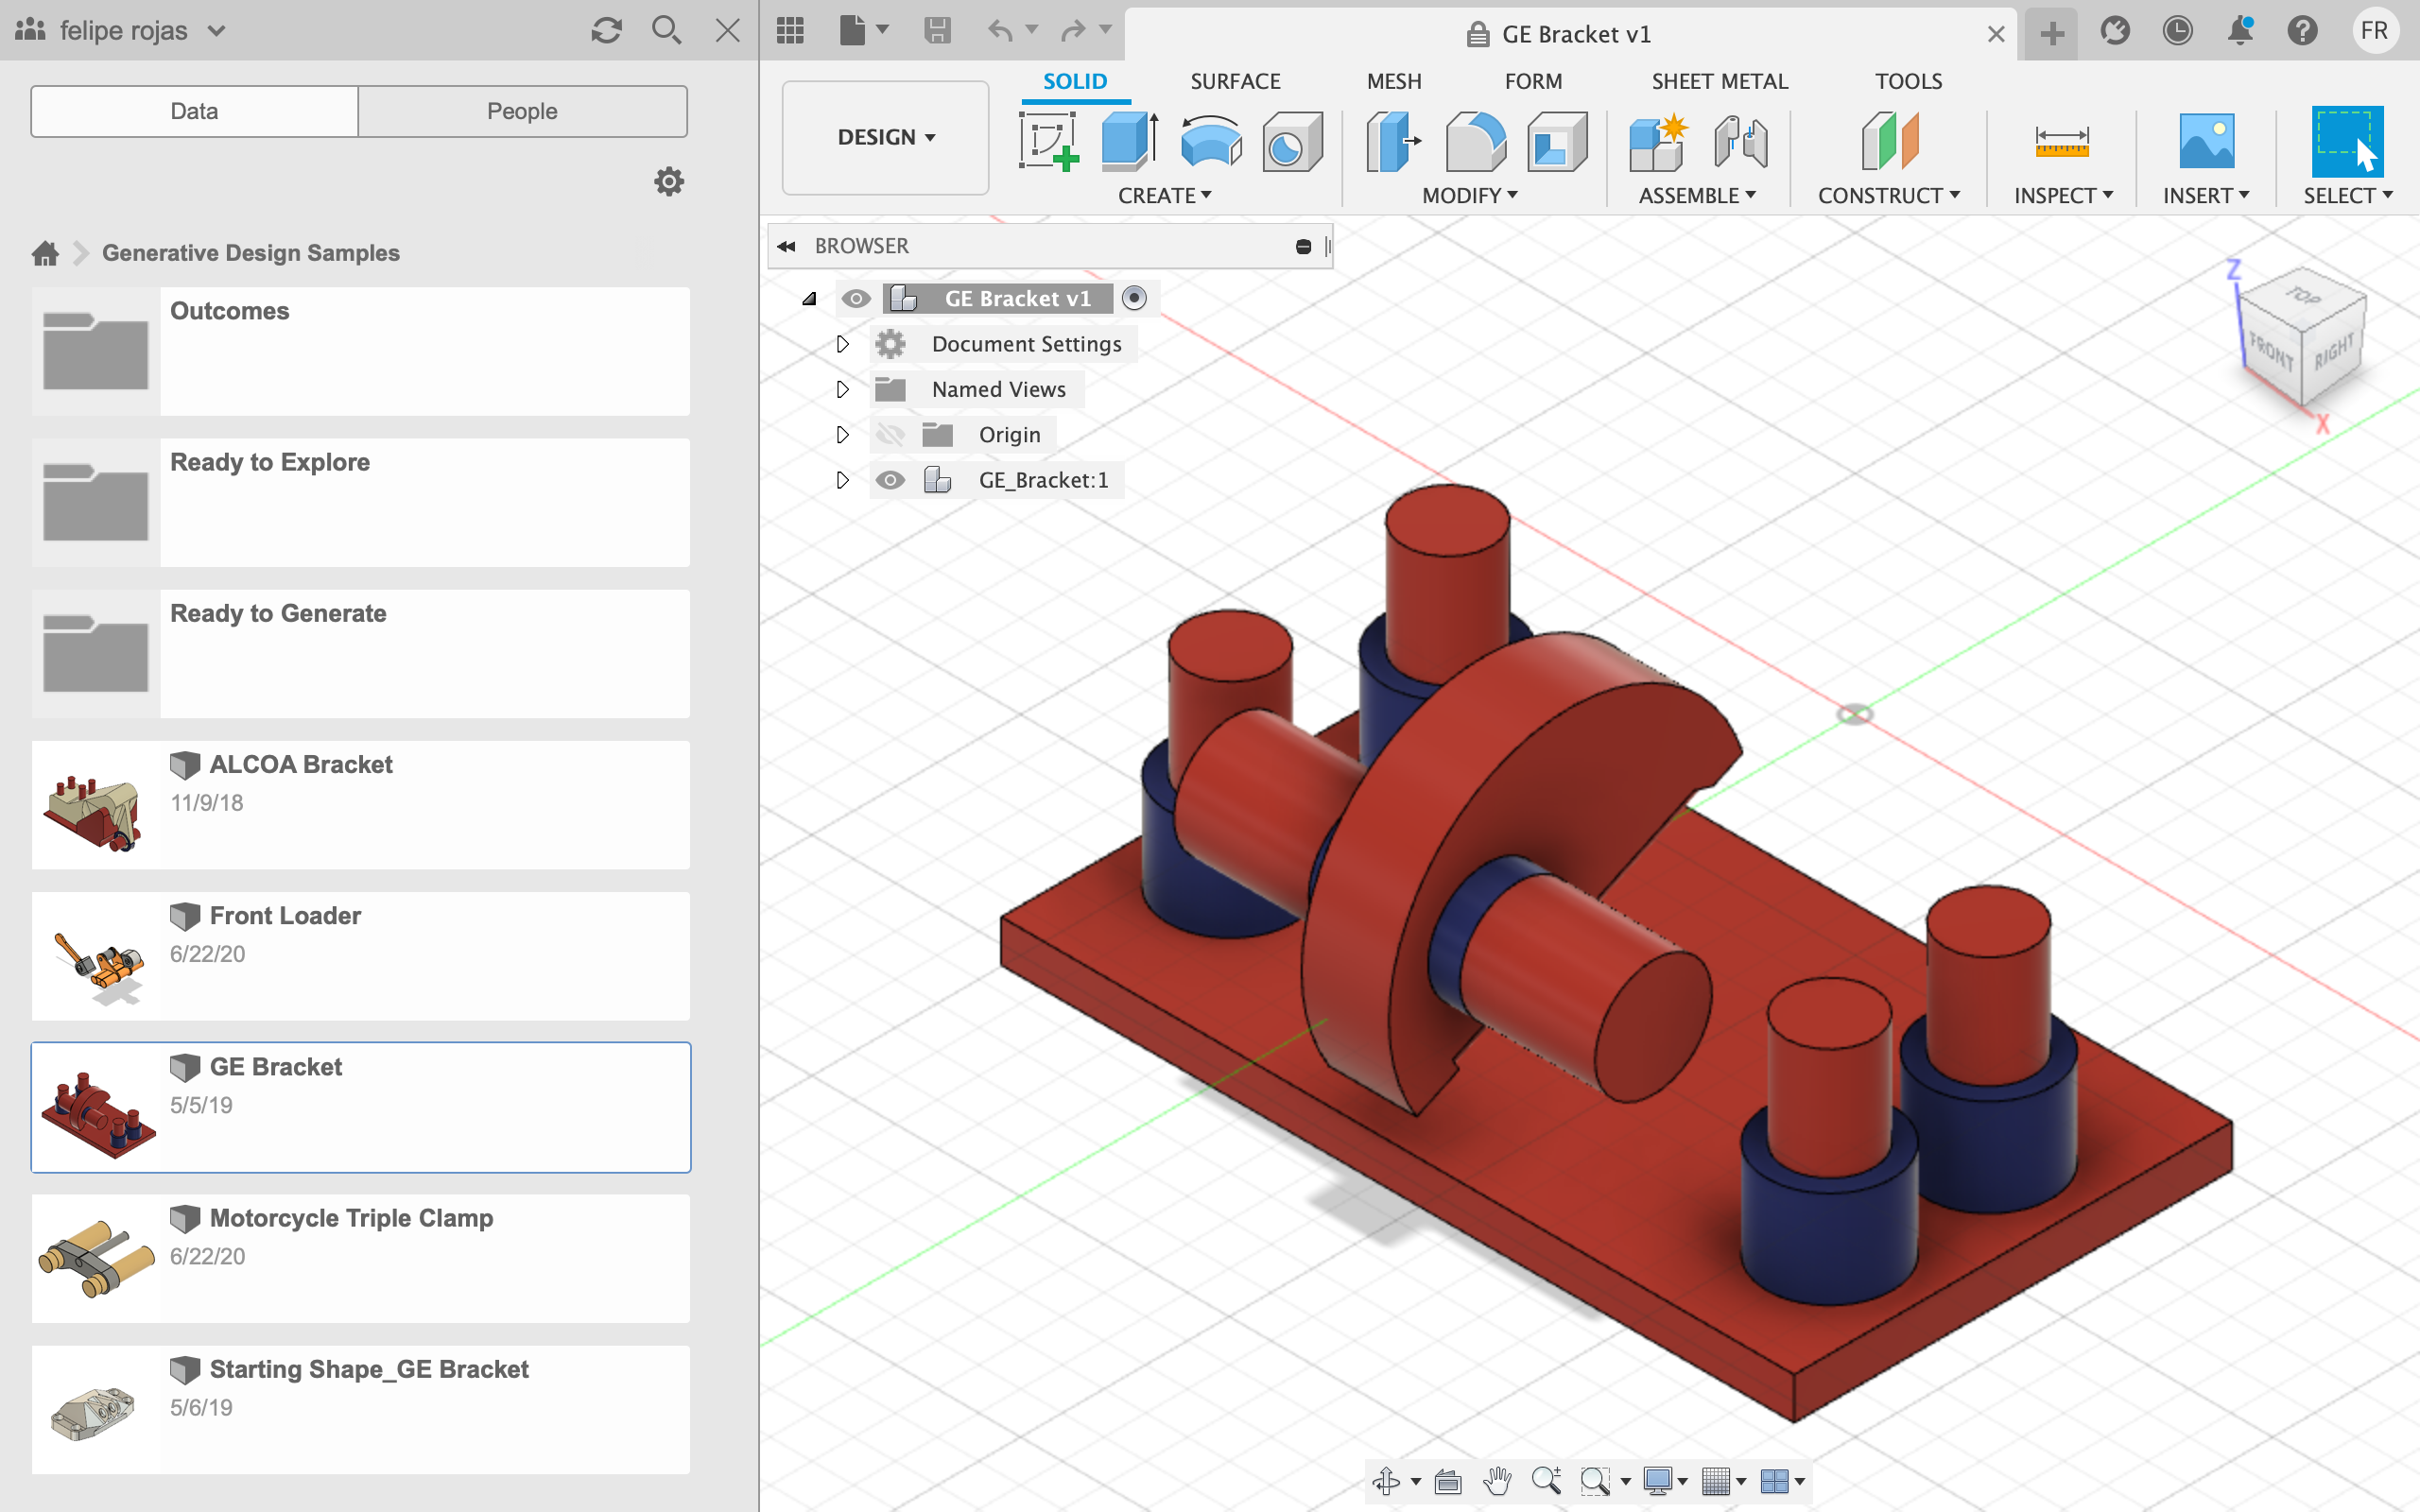 felipe rojas
GE Bracket v1
FR
Data
People
Generative Design Samples
Outcomes
Ready to Explore
Ready to Generate
ALCOA Bracket
11/9/18
Front Loader
6/22/20
GE Bracket
5/5/19
Motorcycle Triple Clamp
6/22/20
Starting Shape_GE Bracket
5/6/19
DESIGN
SOLID
SURFACE
MESH
FORM
SHEET METAL
TOOLS
CREATE
MODIFY
ASSEMBLE
CONSTRUCT
INSPECT
INSERT
SELECT
BROWSER
GE Bracket v1
Document Settings
Named Views
Origin
GE_Bracket:1
Z
TOP
FRONT
RIGHT
X